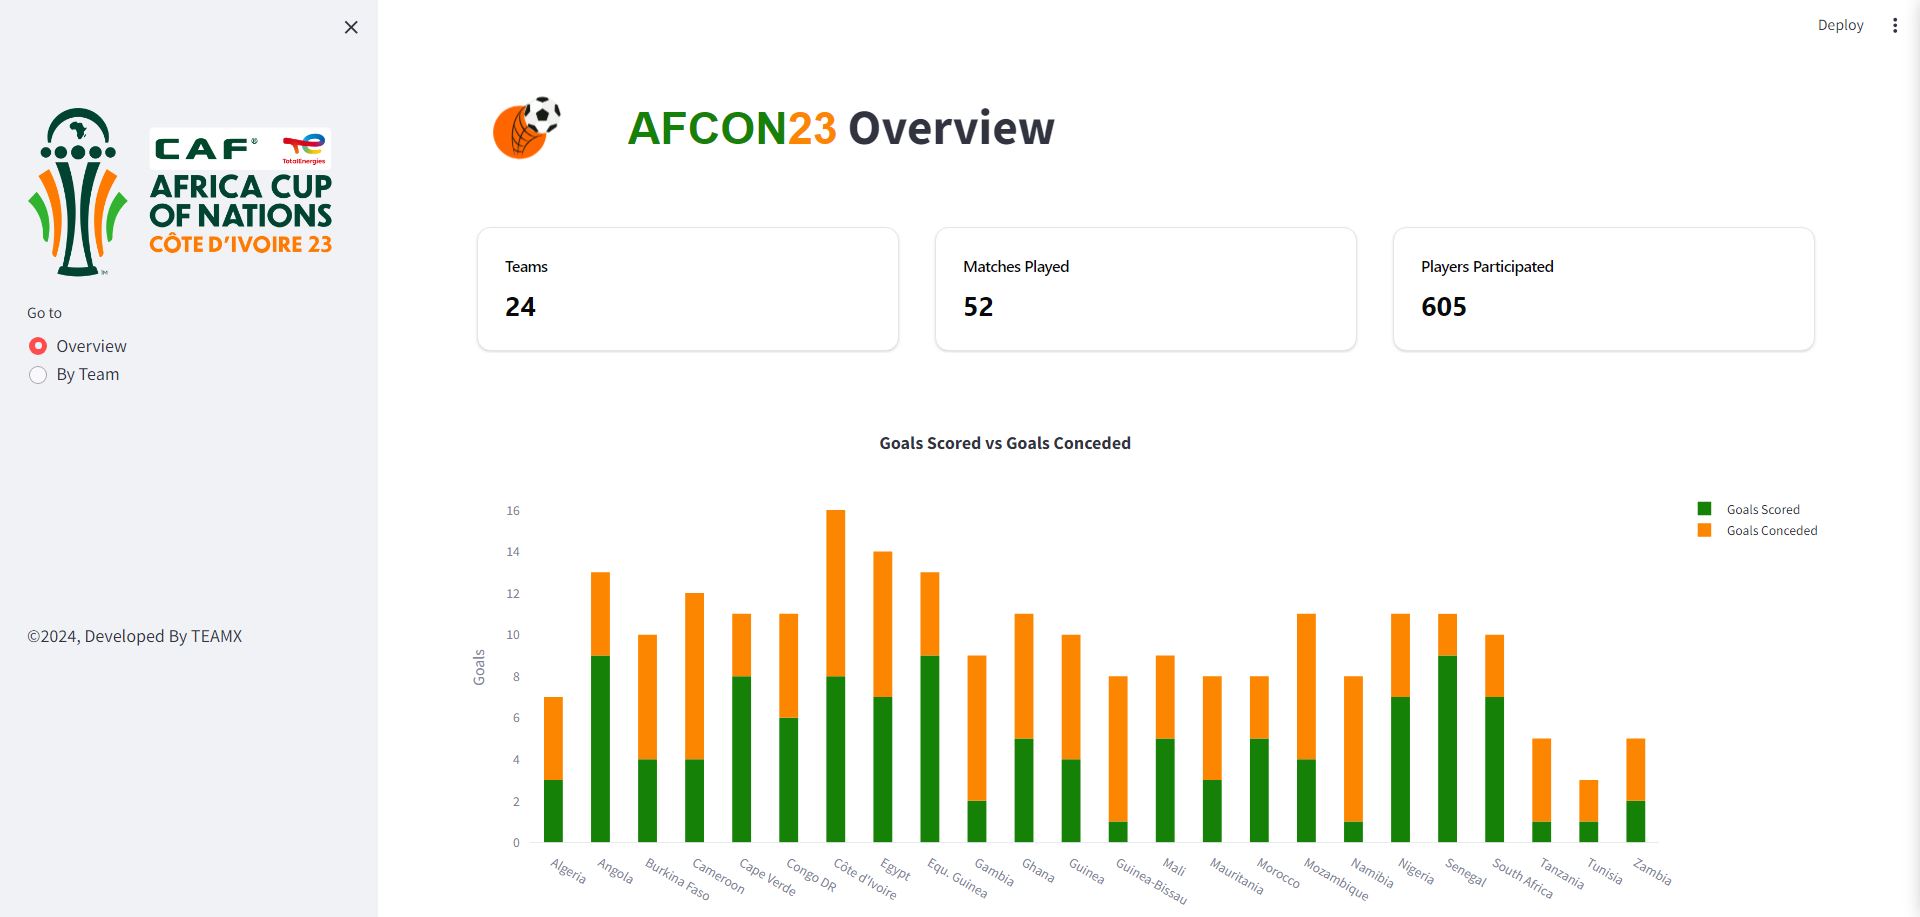 Deploy
CAF®
TotalEnergies
AFRICA CUP
OF NATIONS
CÔTE D'IVOIRE 23
TM
Go to
Overview
By Team
©2024, Developed By TEAMX
AFCON23 Overview
Teams
24
Matches Played
52
Players Participated
605
Goals Scored vs Goals Conceded
Goals Scored
Goals Conceded
Goals
16
14
12
10
8
6
4
2
0
Algeria
Angola
Burkina Faso
Cameroon
Cape Verde
Congo DR
Côte d'Ivoire
Egypt
Equ. Guinea
Gambia
Ghana
Guinea
Guinea-Bissau
Mali
Mauritania
Morocco
Mozambique
Namibia
Nigeria
Senegal
South Africa
Tanzania
Tunisia
Zambia